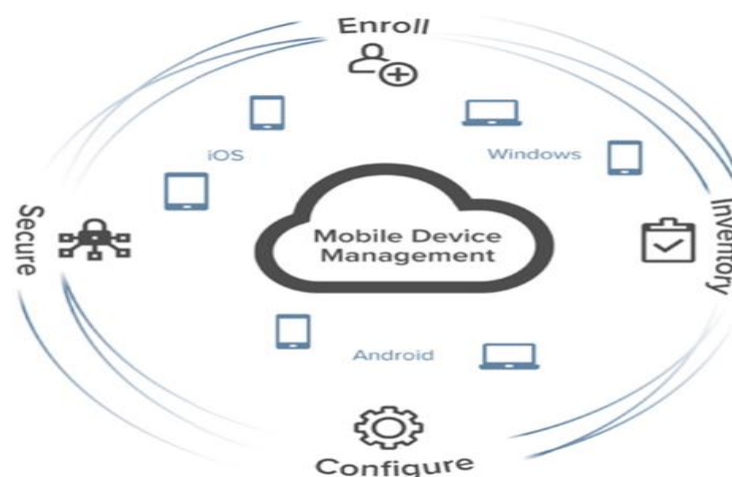 Enroll
iOS
Windows
Secure
Mobile Device
Management
Inventory
Android
Configure